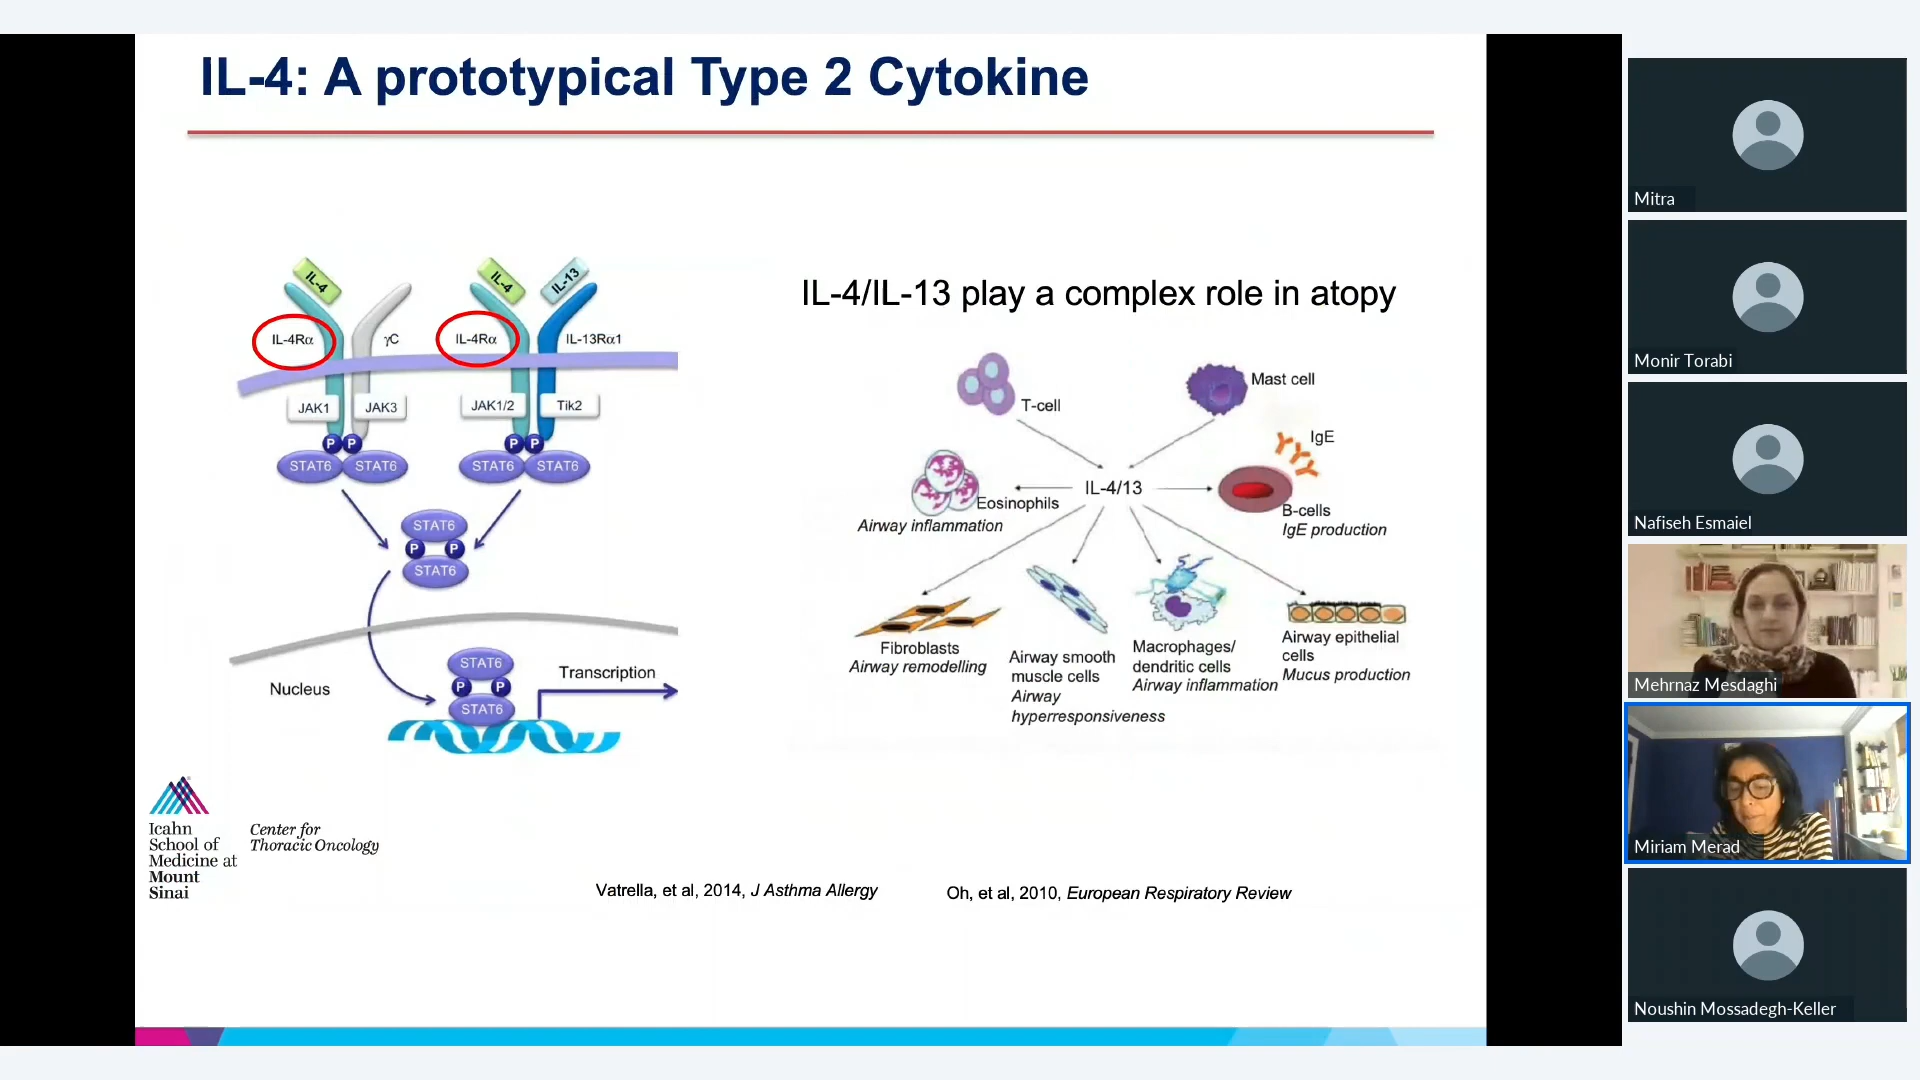 IL-4: A prototypical Type 2 Cytokine
IL-4
IL-4
IL-13
IL-4Rα
γC
IL-4Rα
IL-13Rα1
JAK1
JAK3
JAK1/2
Tik2
P P
P P
STAT6 STAT6
STAT6 STAT6
STAT6
P P
STAT6
Nucleus
STAT6
P P
STAT6
Transcription
IL-4/IL-13 play a complex role in atopy
T-cell
Mast cell
IgE
IL-4/13
Eosinophils
Airway inflammation
B-cells
IgE production
Fibroblasts
Airway remodelling
Airway smooth
muscle cells
Airway
hyperresponsiveness
Macrophages/
dendritic cells
Airway inflammation
Airway epithelial
cells
Mucus production
Icahn
School of
Medicine at
Mount
Sinai
Center for
Thoracic Oncology
Vatrella, et al, 2014, J Asthma Allergy
Oh, et al, 2010, European Respiratory Review
Mitra
Monir Torabi
Nafiseh Esmaiel
Mehrnaz Mesdaghi
Miriam Merad
Noushin Mossadegh-Keller